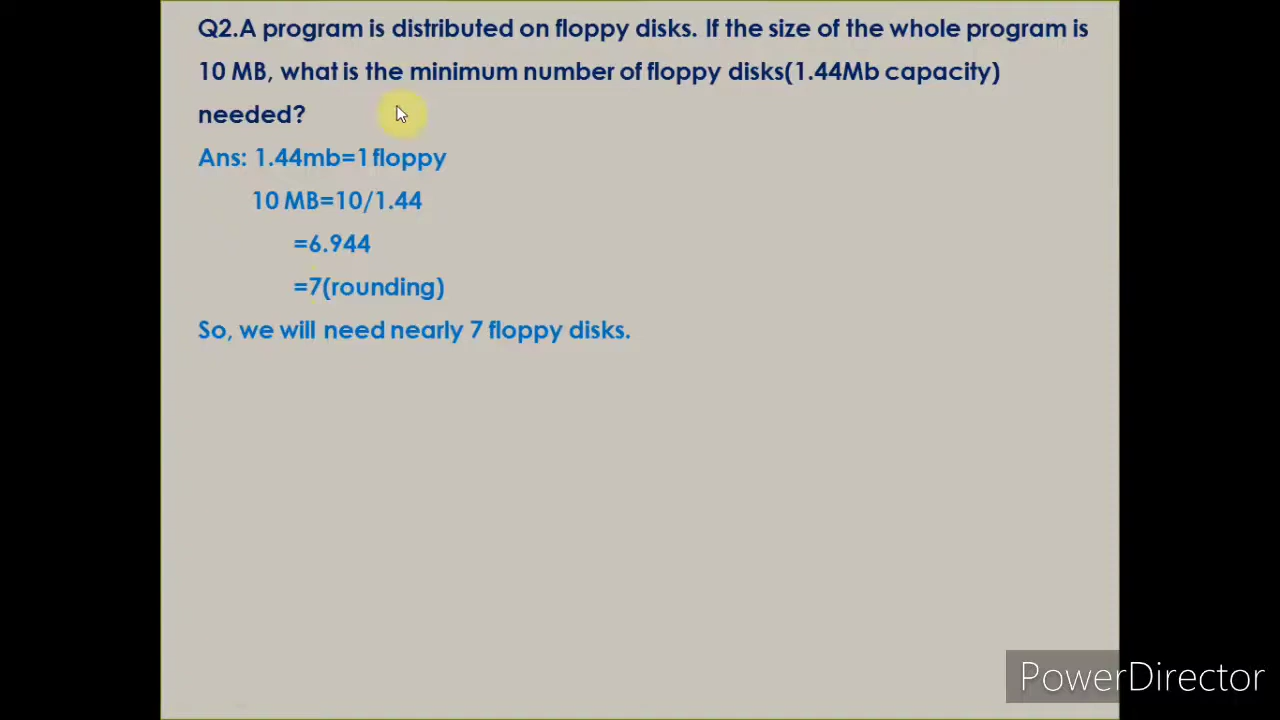 Q2.A program is distributed on floppy disks. If the size of the whole program is
10 MB, what is the minimum number of floppy disks(1.44Mb capacity)
needed?
Ans: 1.44mb=1floppy
10 MB=10/1.44
=6.944
=7(rounding)
So, we will need nearly 7 floppy disks.
PowerDirector